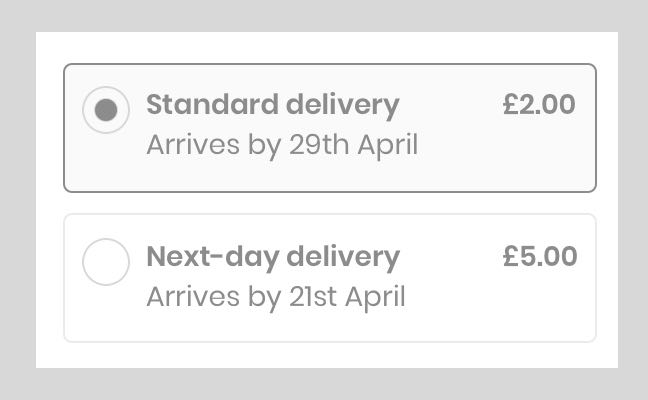 Standard delivery £2.00
Arrives by 29th April
Next-day delivery £5.00
Arrives by 21st April